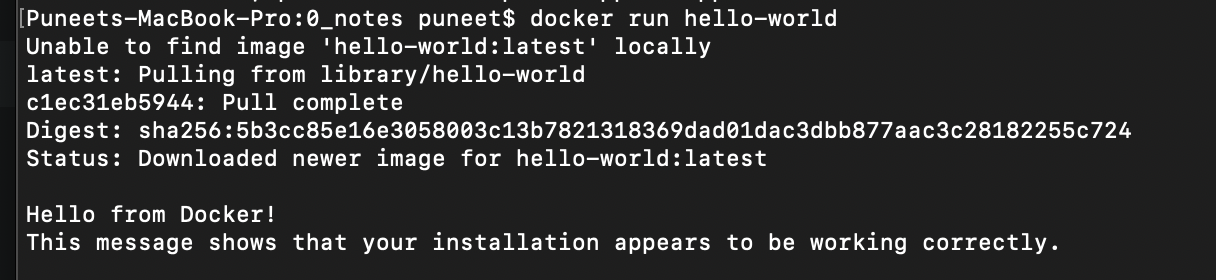 [Puneets-MacBook-Pro:0_notes puneet$ docker run hello-world
Unable to find image 'hello-world:latest' locally
latest: Pulling from library/hello-world
c1ec31eb5944: Pull complete
Digest: sha256:5b3cc85e16e3058003c13b7821318369dad01dac3dbb877aac3c28182255c724
Status: Downloaded newer image for hello-world:latest

Hello from Docker!
This message shows that your installation appears to be working correctly.